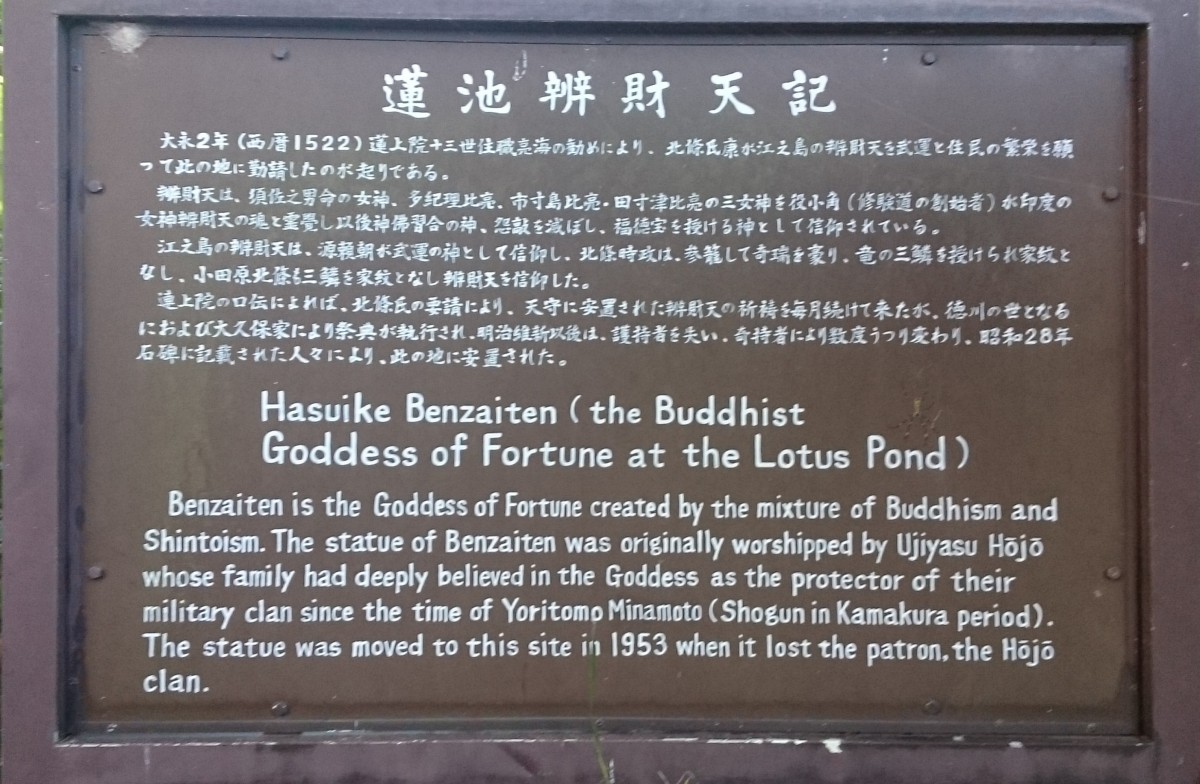 蓮池辨財天記
大永2年(西暦1522)蓮上院十三世住職亮海の勧めにより、北條氏康が江之島の辨財天を武運と住民の繁栄を願
って此の地に勧請したのが起りである。
辨財天は、須佐之男命の女神、多紀理比売、市寸島比売・田寸津比売の三女神を役小角(修験道の創始者)が印度の
女神辨財天の魂と霊覺し以後神佛習合の神、怨敵を滅ぼし、福徳宝を授ける神として信仰されている。
江之島の辨財天は、源頼朝が武運の神として信仰し、北條時政は、参籠して奇瑞を蒙り、竜の三鱗を授けられ家紋と
なし、小田原北條も三鱗を家紋となし辨財天を信仰した。
蓮上院の口伝によれば、北條氏の要請により、天守に安置された辨財天の祈祷を毎月続けて来たが、徳川の世となる
におよび大久保家により祭典が執行され、明治維新以後は、護持者を失い、奇持者により数度うつり変わり、昭和28年
石碑に記載された人々により、此の地に安置された。
Hasuike Benzaiten (the Buddhist
Goddess of Fortune at the Lotus Pond)
Benzaiten is the Goddess of Fortune created by the mixture of Buddhism and
Shintoism. The statue of Benzaiten was originally worshipped by Ujiyasu Hōjō
whose family had deeply believed in the Goddess as the protector of their
military clan since the time of Yoritomo Minamoto (Shogun in Kamakura period).
The statue was moved to this site in 1953 when it lost the patron, the Hōjō
clan.